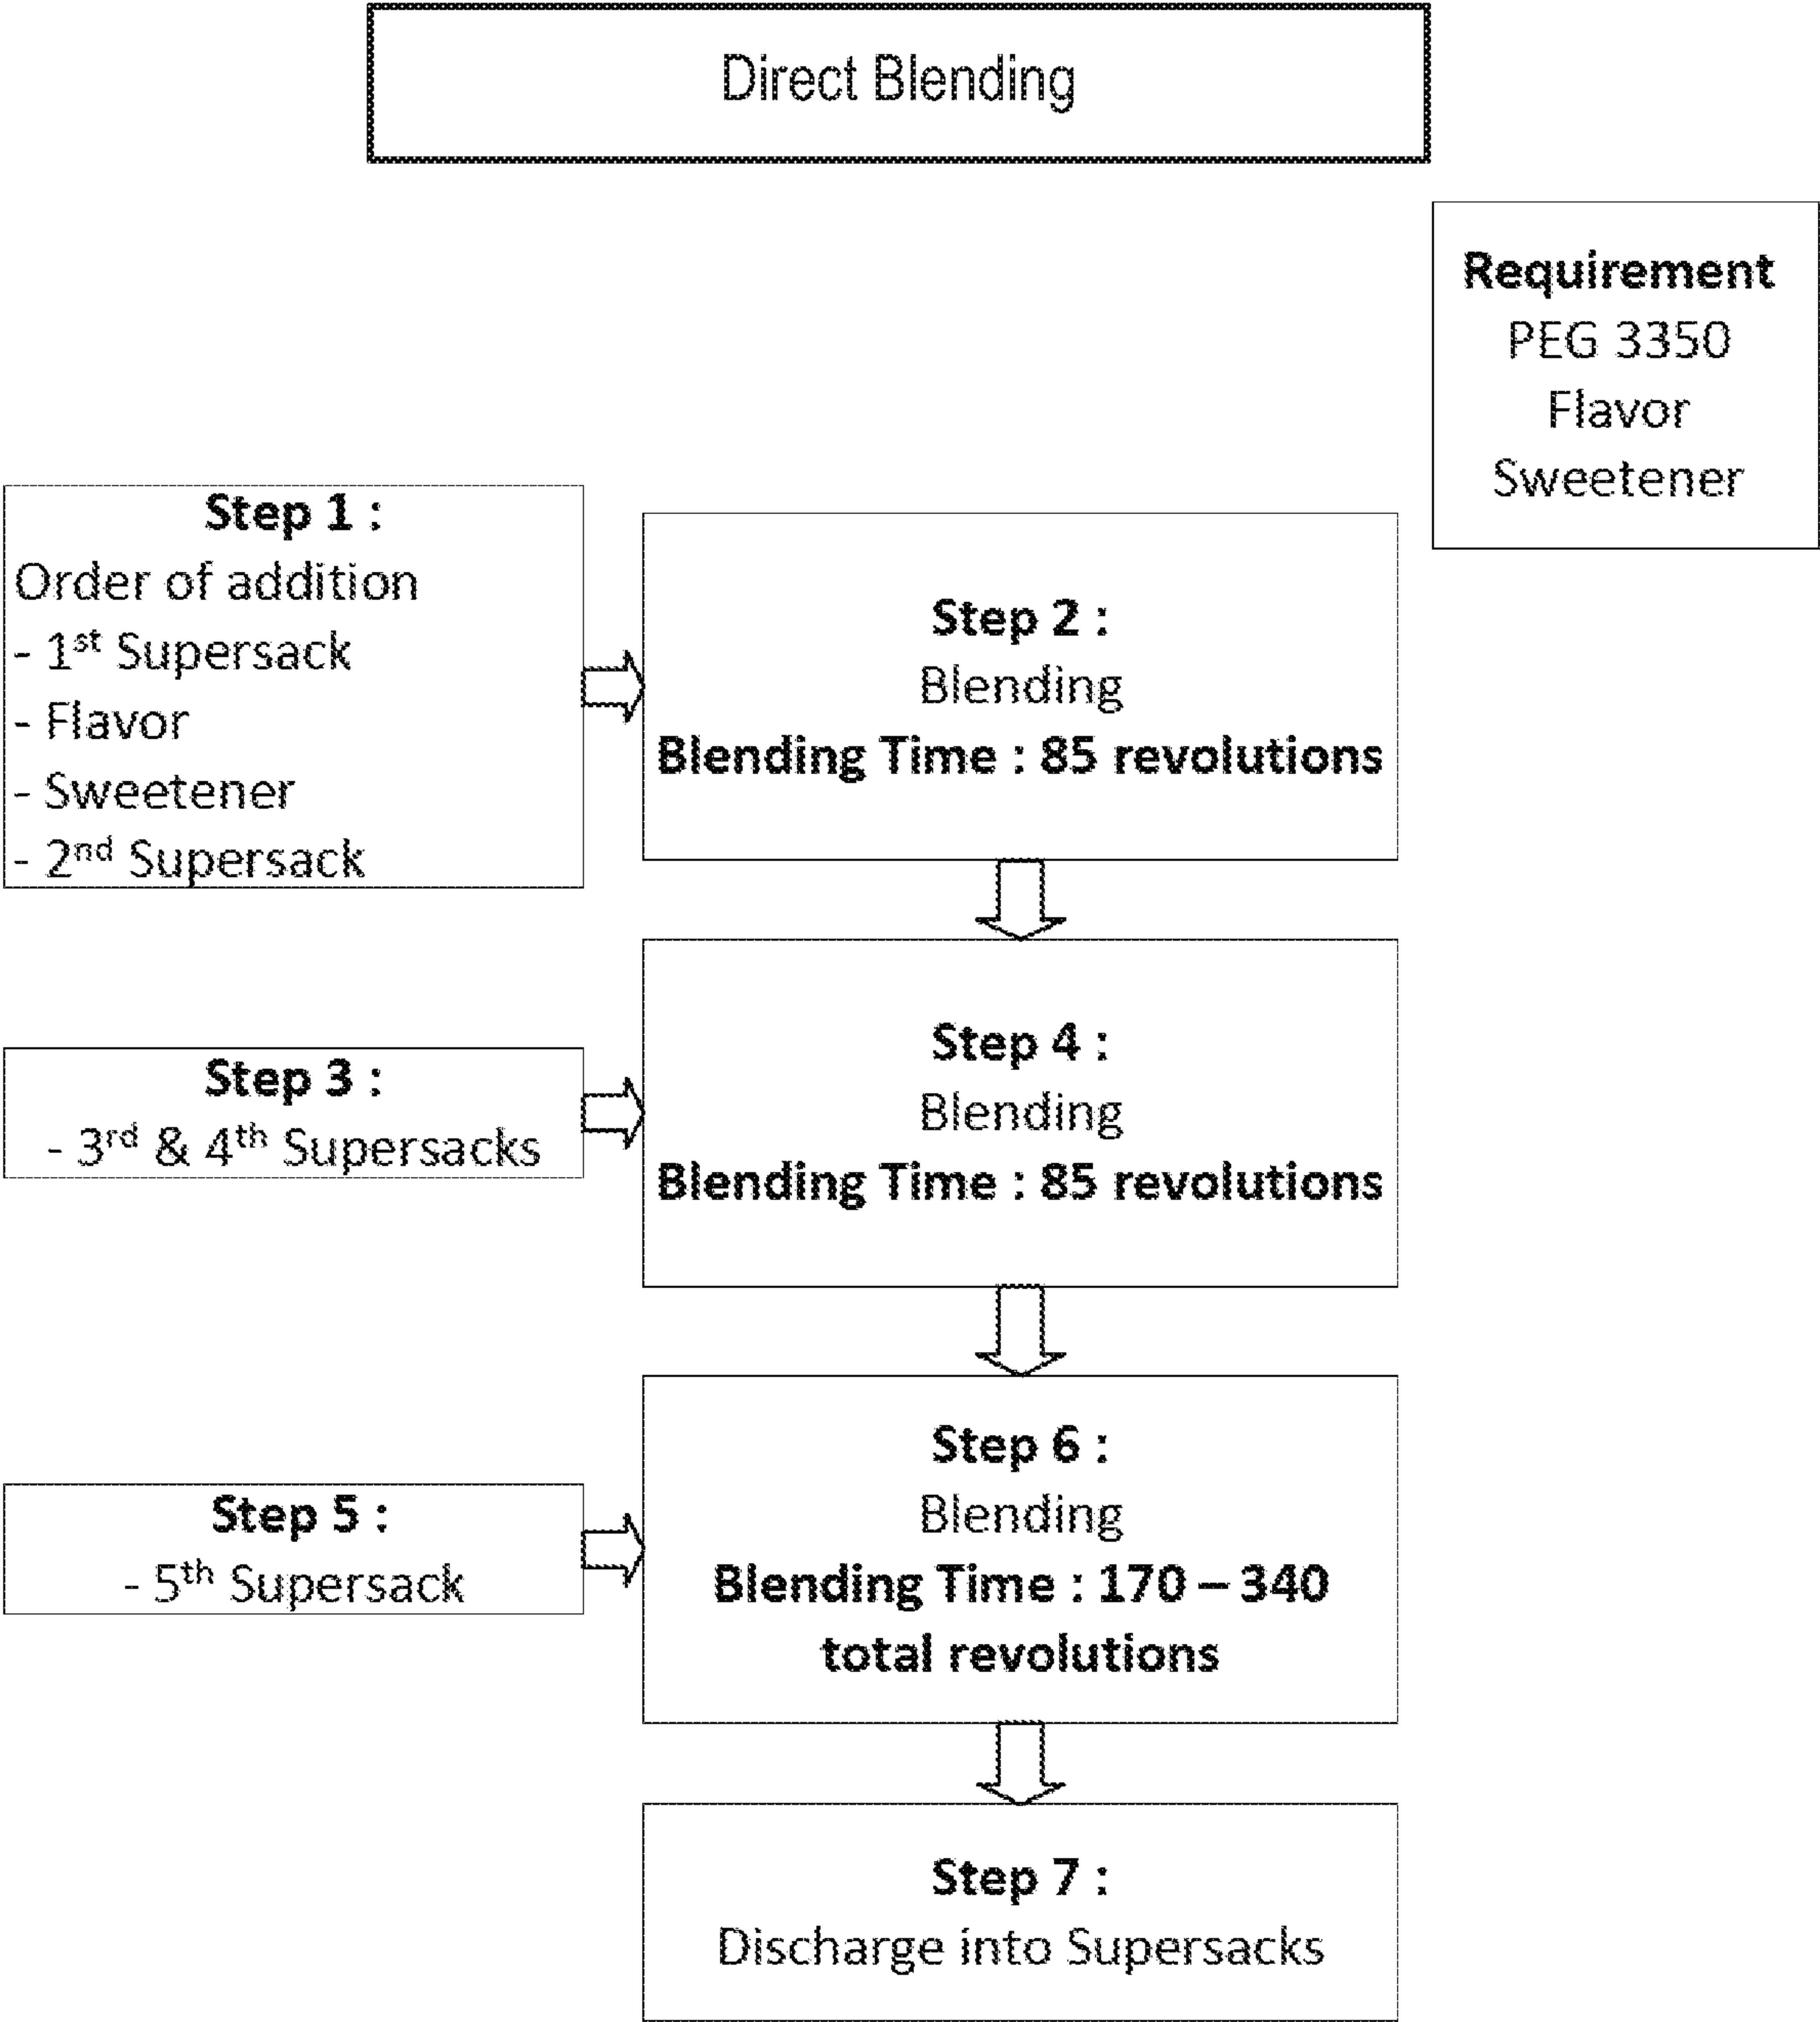 Direct Blending
Requirement
PEG 3350
Flavor
Sweetener
Step 1 :
Order of addition
- 1st Supersack
- Flavor
- Sweetener
- 2nd Supersack
Step 2 :
Blending
Blending Time : 85 revolutions
Step 3 :
- 3rd & 4th Supersacks
Step 4 :
Blending
Blending Time : 85 revolutions
Step 5 :
- 5th Supersack
Step 6 :
Blending
Blending Time : 170 – 340
total revolutions
Step 7 :
Discharge into Supersacks